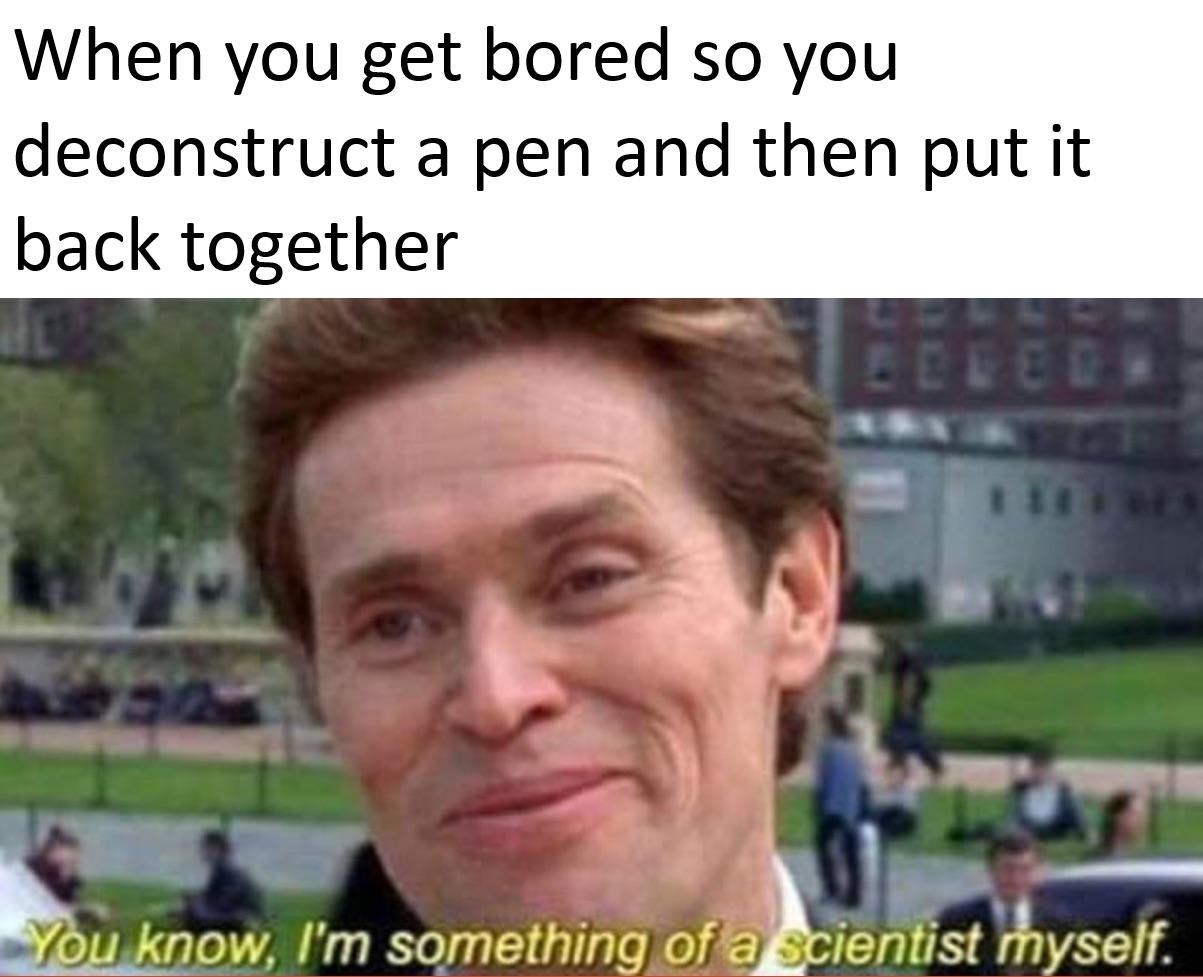 When you get bored so you
deconstruct a pen and then put it
back together
You know, I'm something of a scientist myself.